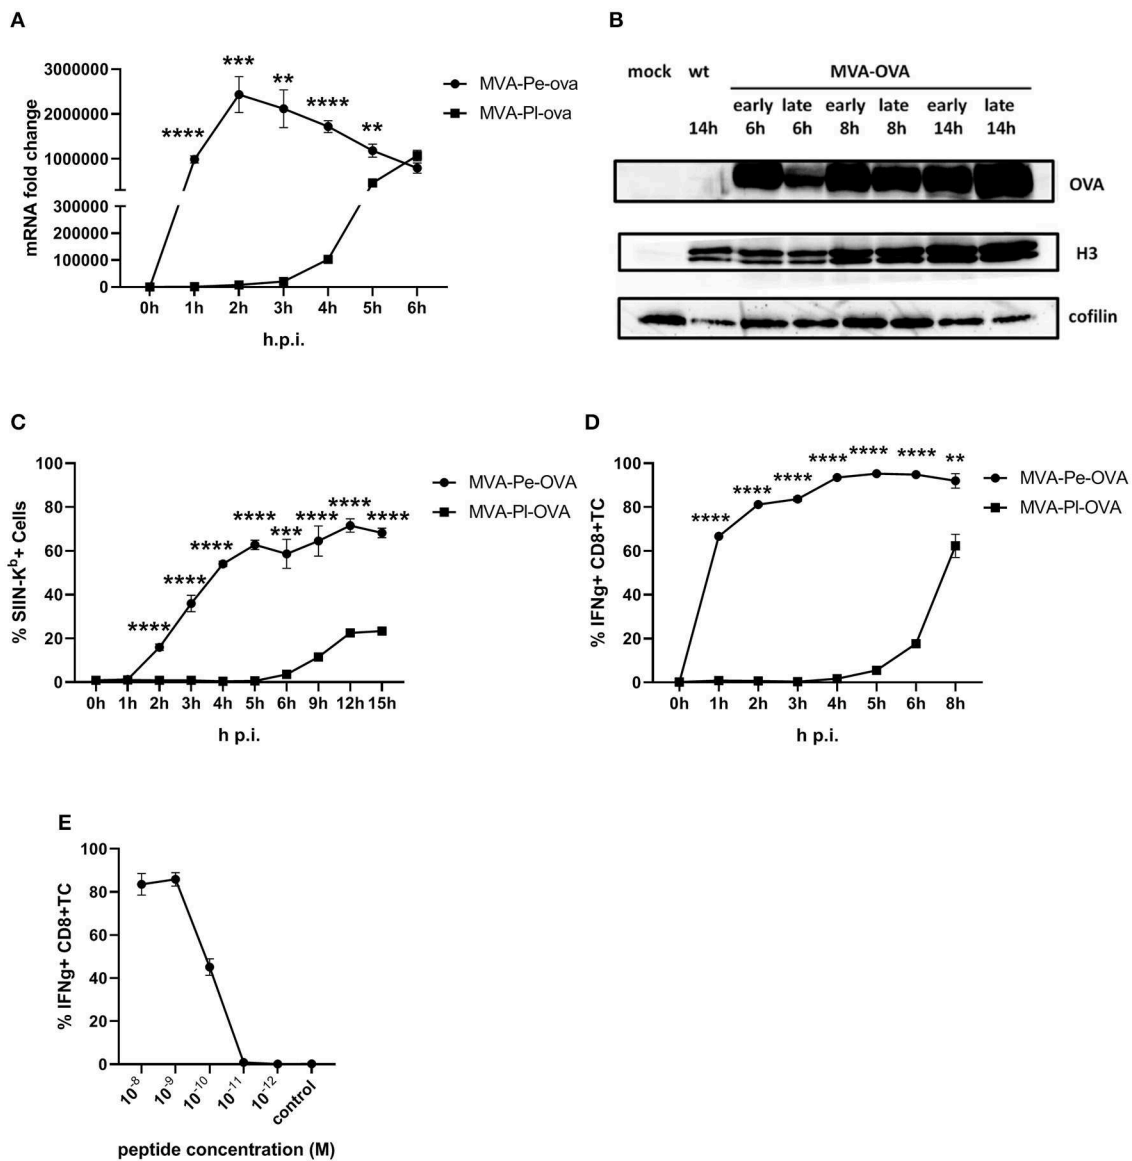 A
mRNA fold change
3000000
2000000
1000000
300000
200000
100000
0
**** *** ** **** **
0h 1h 2h 3h 4h 5h 6h
h.p.i.
MVA-Pe-ova
MVA-Pl-ova
B
mock wt MVA-OVA
early late early late early late
14h 6h 6h 8h 8h 14h 14h
OVA
H3
cofilin
C
% SIIN-Kᵇ+ Cells
100
80
60
40
20
0
**** **** **** **** *** **** **** ****
0h 1h 2h 3h 4h 5h 6h 9h 12h 15h
h p.i.
MVA-Pe-OVA
MVA-Pl-OVA
D
% IFNg+ CD8+TC
100
80
60
40
20
0
**** **** **** **** **** **** **
0h 1h 2h 3h 4h 5h 6h 8h
h p.i.
MVA-Pe-OVA
MVA-Pl-OVA
E
% IFNg+ CD8+TC
100
80
60
40
20
0
10⁻⁸ 10⁻⁹ 10⁻¹⁰ 10⁻¹¹ 10⁻¹² control
peptide concentration (M)